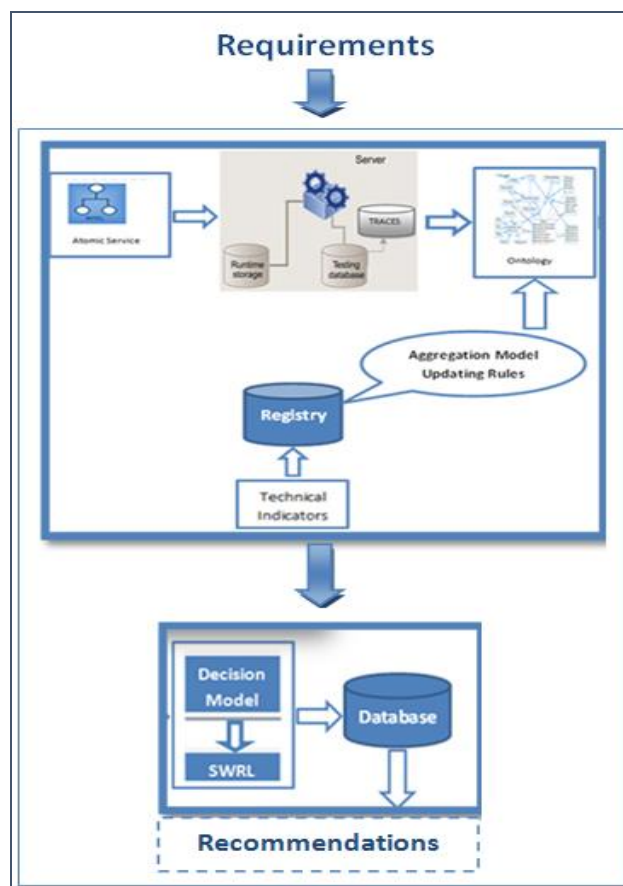 Requirements
Server
Atomic Service
TRACES
Runtime
storage
Testing
database
Ontology
Aggregation Model
Updating Rules
Registry
Technical
Indicators
Decision
Model
SWRL
Database
Recommendations